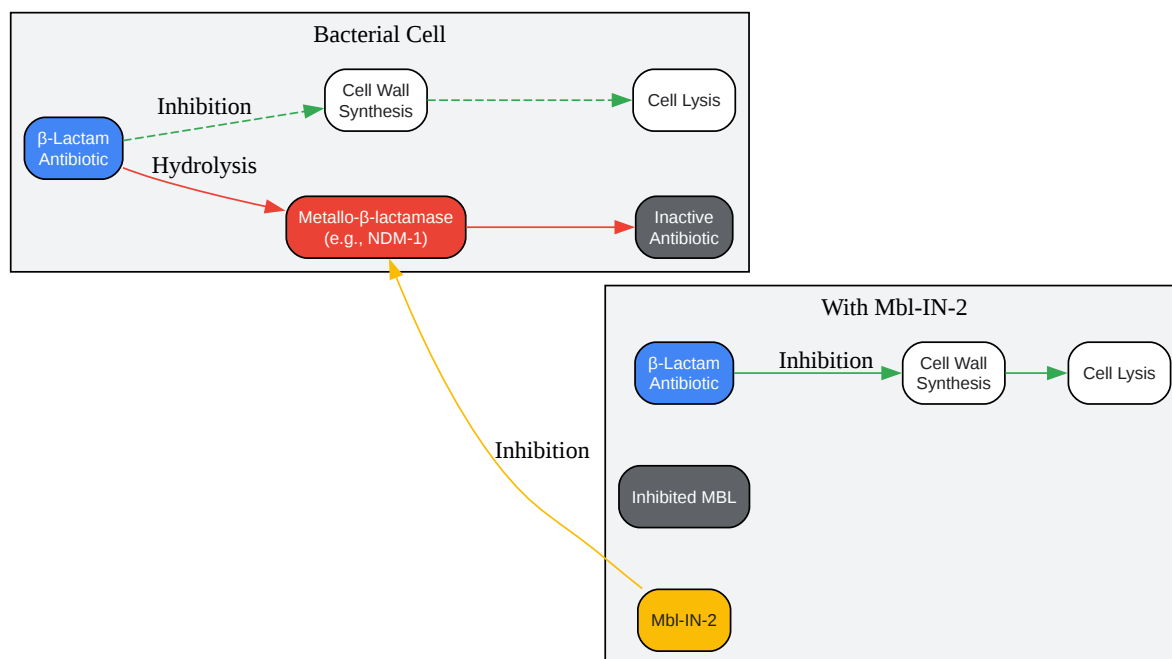 Bacterial Cell
Cell Wall
Synthesis
Cell Lysis
Inhibition
β-Lactam
Antibiotic
Hydrolysis
Metallo-β-lactamase
(e.g., NDM-1)
Inactive
Antibiotic
With Mbl-IN-2
β-Lactam
Antibiotic
Inhibition
Cell Wall
Synthesis
Cell Lysis
Inhibition
Inhibited MBL
Mbl-IN-2